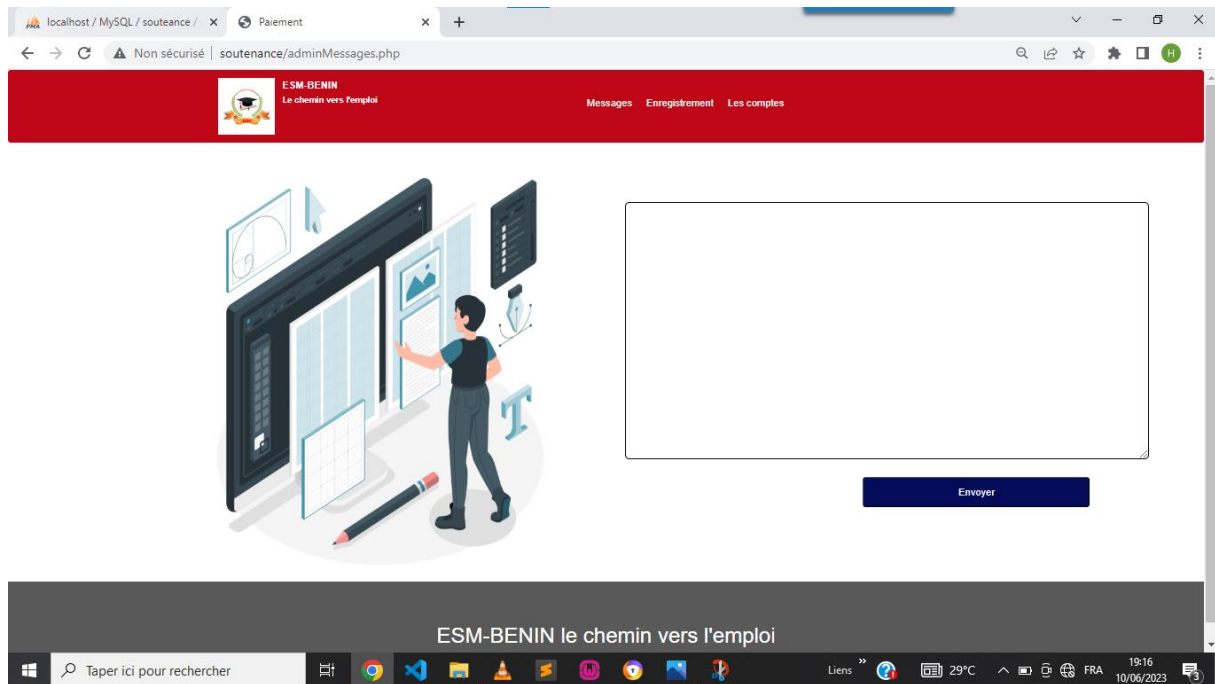 localhost / MySQL / souteance /
Paiement
Non sécurisé
soutenance/adminMessages.php
H
ESM-BENIN
Le chemin vers l'emploi
Messages Enregistrement Les comptes
T
Envoyer
ESM-BENIN le chemin vers l'emploi
Taper ici pour rechercher
Liens
29°C
FRA
19:16
10/06/2023
3